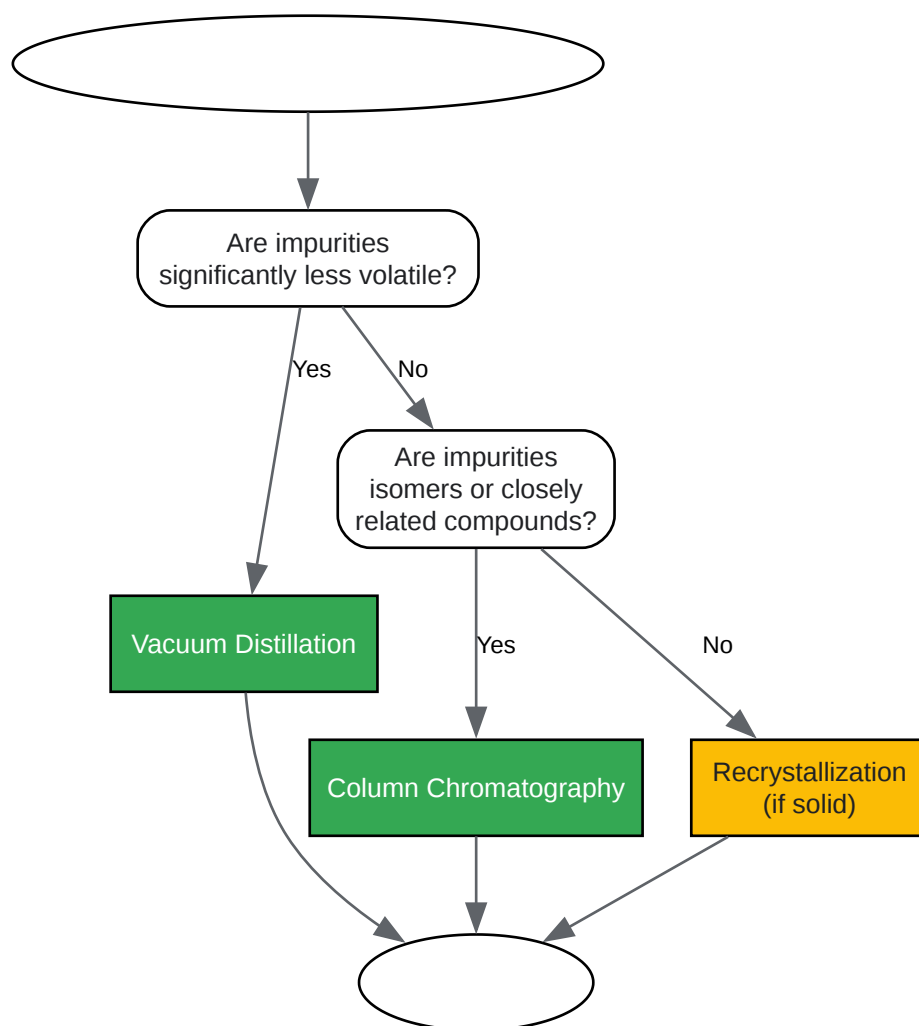 Are impurities
significantly less volatile?
Yes
No
Are impurities
isomers or closely
related compounds?
Vacuum Distillation
Yes
No
Column Chromatography
Recrystallization
(if solid)